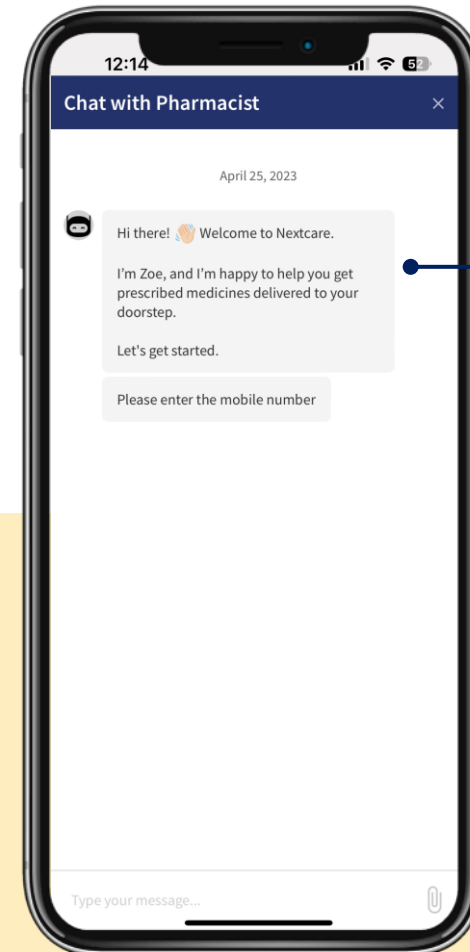 12:14
52
Chat with Pharmacist
April 25, 2023
Hi there! 👋🏼 Welcome to Nextcare.
I'm Zoe, and I'm happy to help you get
prescribed medicines delivered to your
doorstep.
Let's get started.
Please enter the mobile number
Type your message...